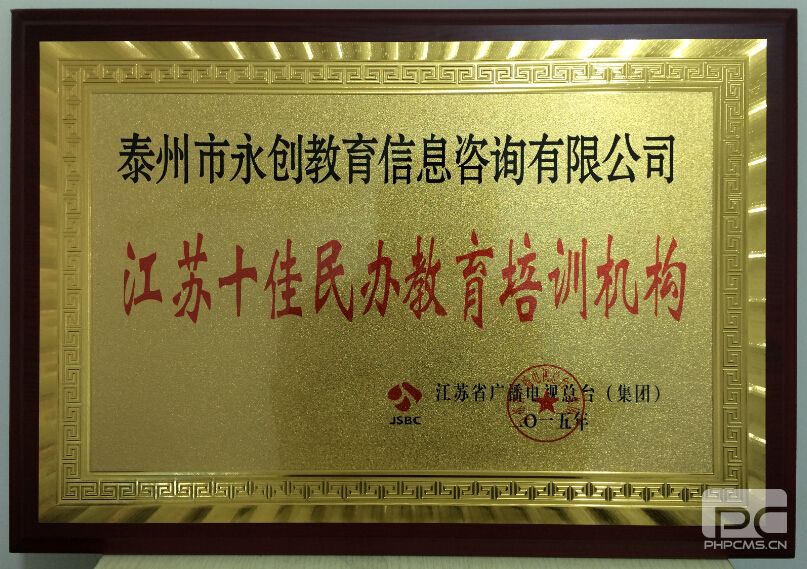 泰州市永创教育信息咨询有限公司
江苏十佳民办教育培训机构
JSBC
江苏省广播电视总台（集团）
二〇一五年
PC
PHPCMS.CN